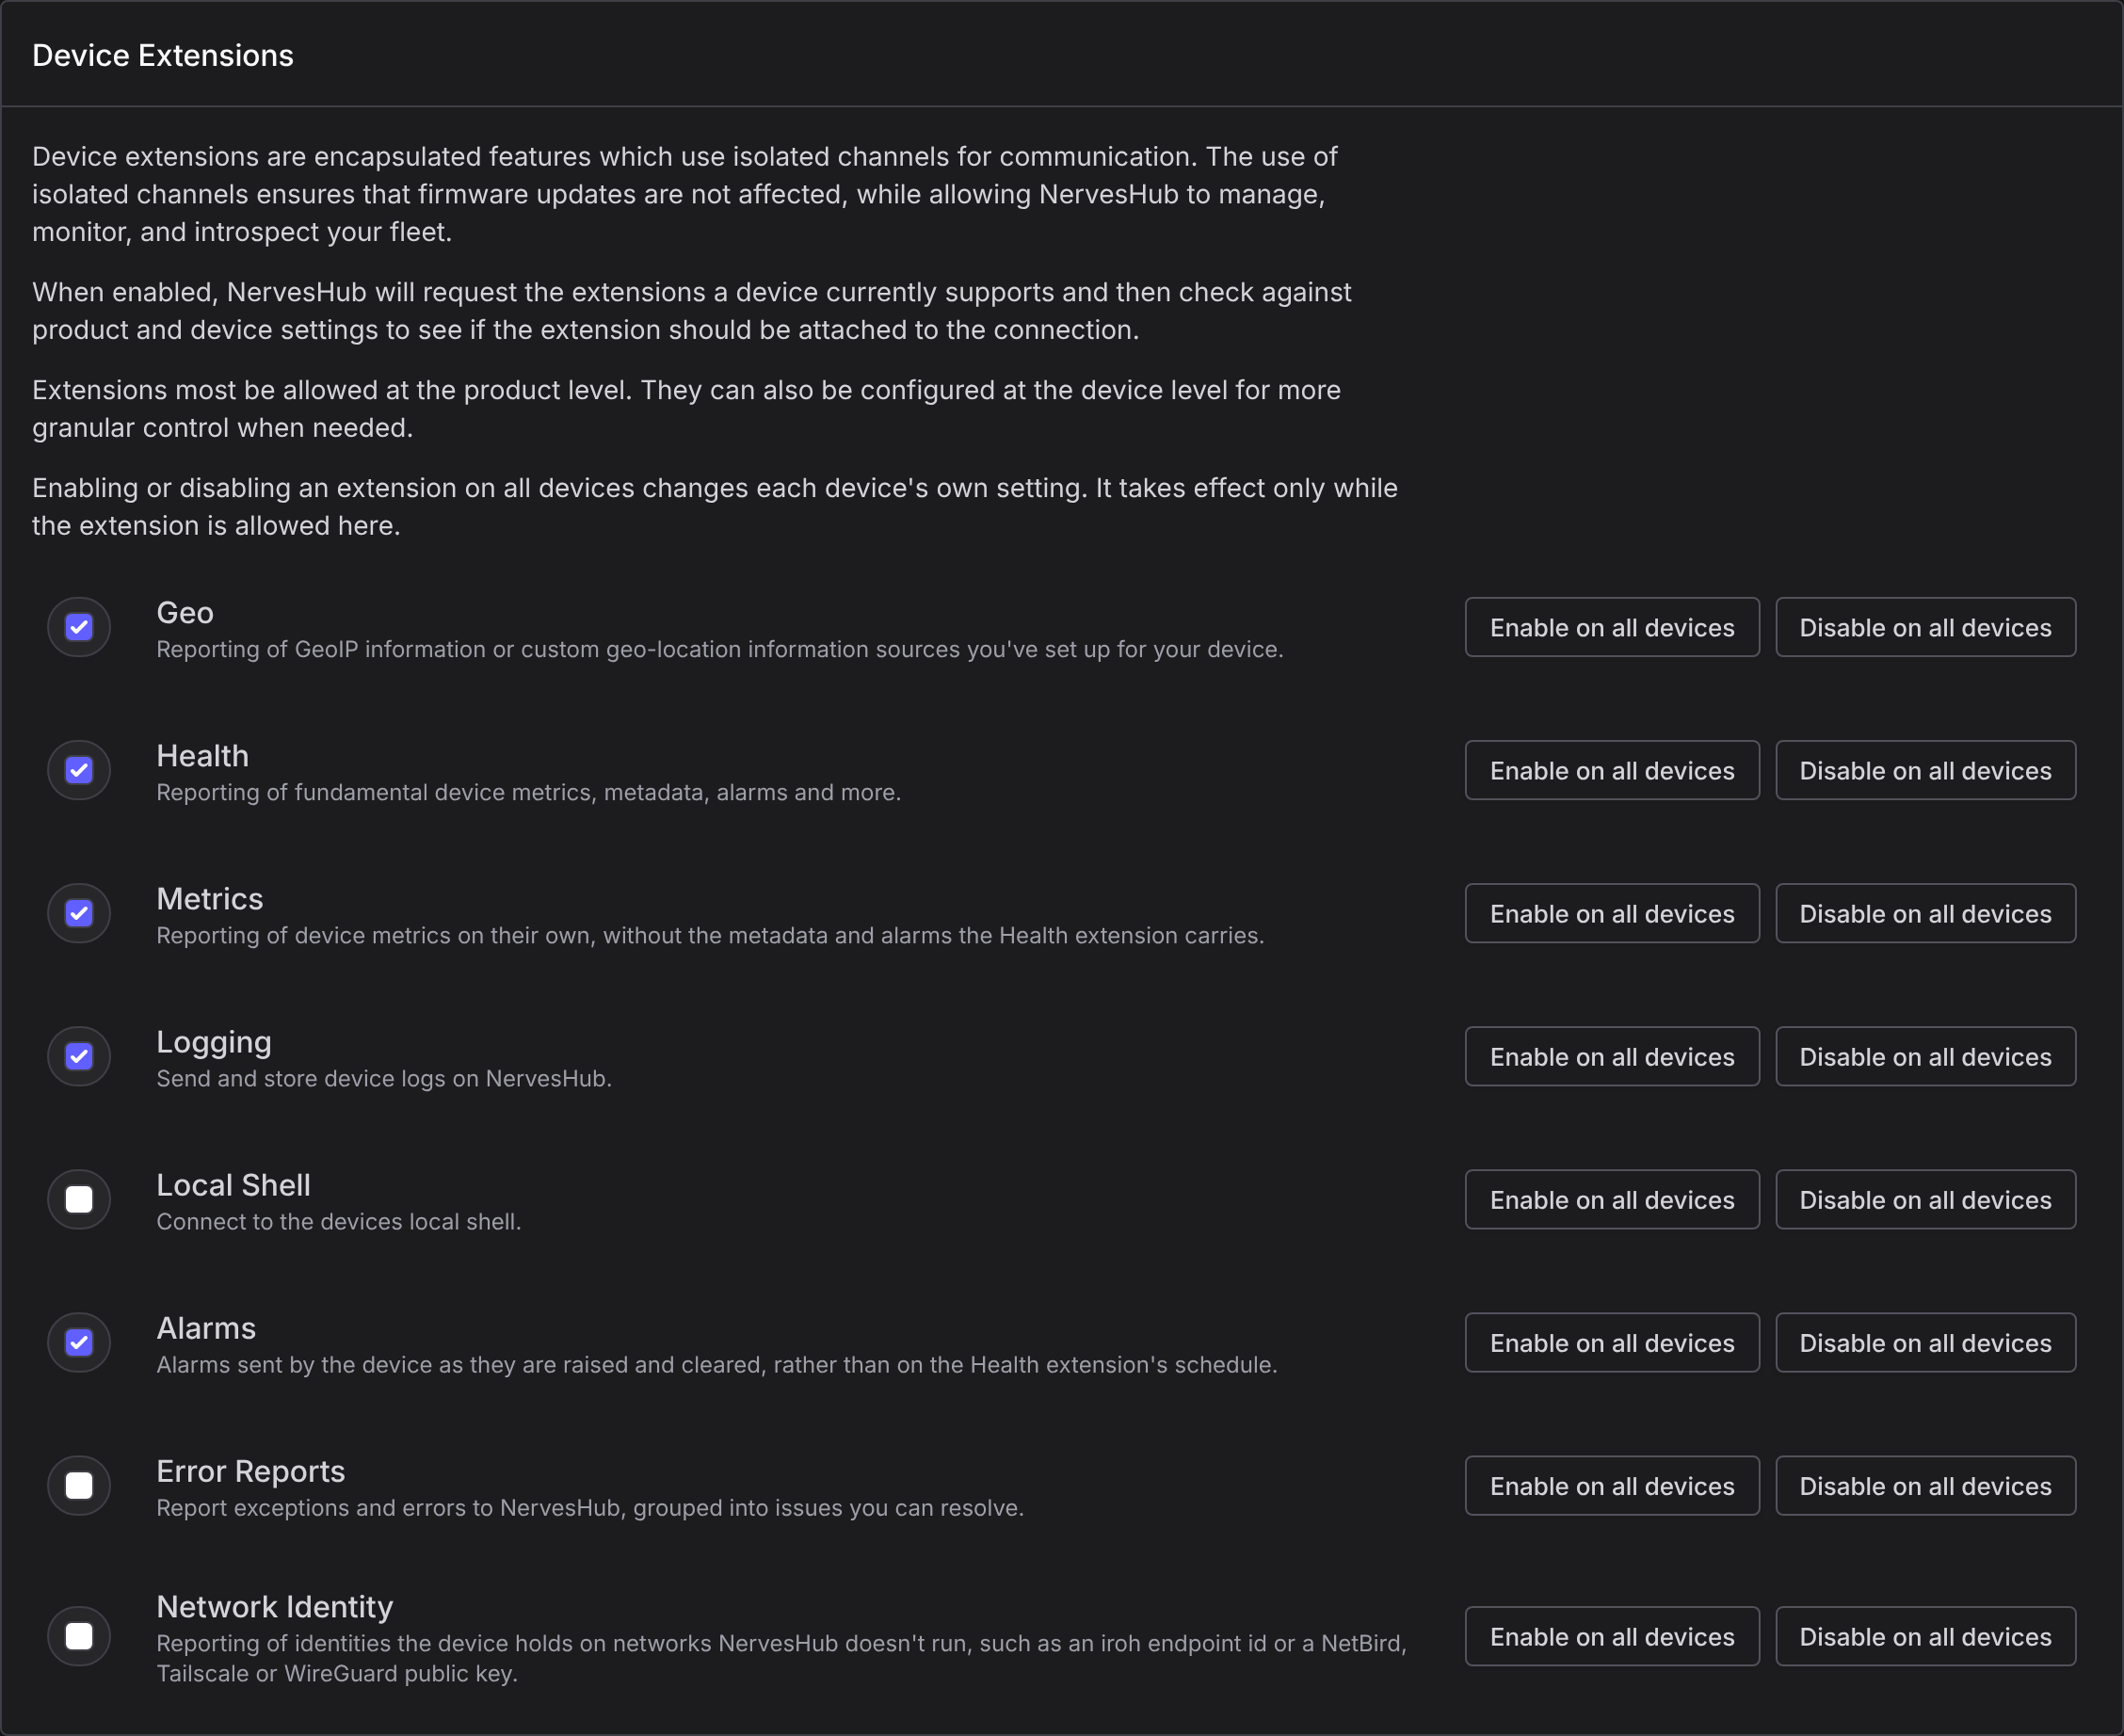 Device Extensions
Device extensions are encapsulated features which use isolated channels for communication. The use of
isolated channels ensures that firmware updates are not affected, while allowing NervesHub to manage,
monitor, and introspect your fleet.
When enabled, NervesHub will request the extensions a device currently supports and then check against
product and device settings to see if the extension should be attached to the connection.
Extensions most be allowed at the product level. They can also be configured at the device level for more
granular control when needed.
Enabling or disabling an extension on all devices changes each device's own setting. It takes effect only while
the extension is allowed here.
Geo
Reporting of GeoIP information or custom geo-location information sources you've set up for your device.
Enable on all devices
Disable on all devices
Health
Reporting of fundamental device metrics, metadata, alarms and more.
Enable on all devices
Disable on all devices
Metrics
Reporting of device metrics on their own, without the metadata and alarms the Health extension carries.
Enable on all devices
Disable on all devices
Logging
Send and store device logs on NervesHub.
Enable on all devices
Disable on all devices
Local Shell
Connect to the devices local shell.
Enable on all devices
Disable on all devices
Alarms
Alarms sent by the device as they are raised and cleared, rather than on the Health extension's schedule.
Enable on all devices
Disable on all devices
Error Reports
Report exceptions and errors to NervesHub, grouped into issues you can resolve.
Enable on all devices
Disable on all devices
Network Identity
Reporting of identities the device holds on networks NervesHub doesn't run, such as an iroh endpoint id or a NetBird,
Tailscale or WireGuard public key.
Enable on all devices
Disable on all devices